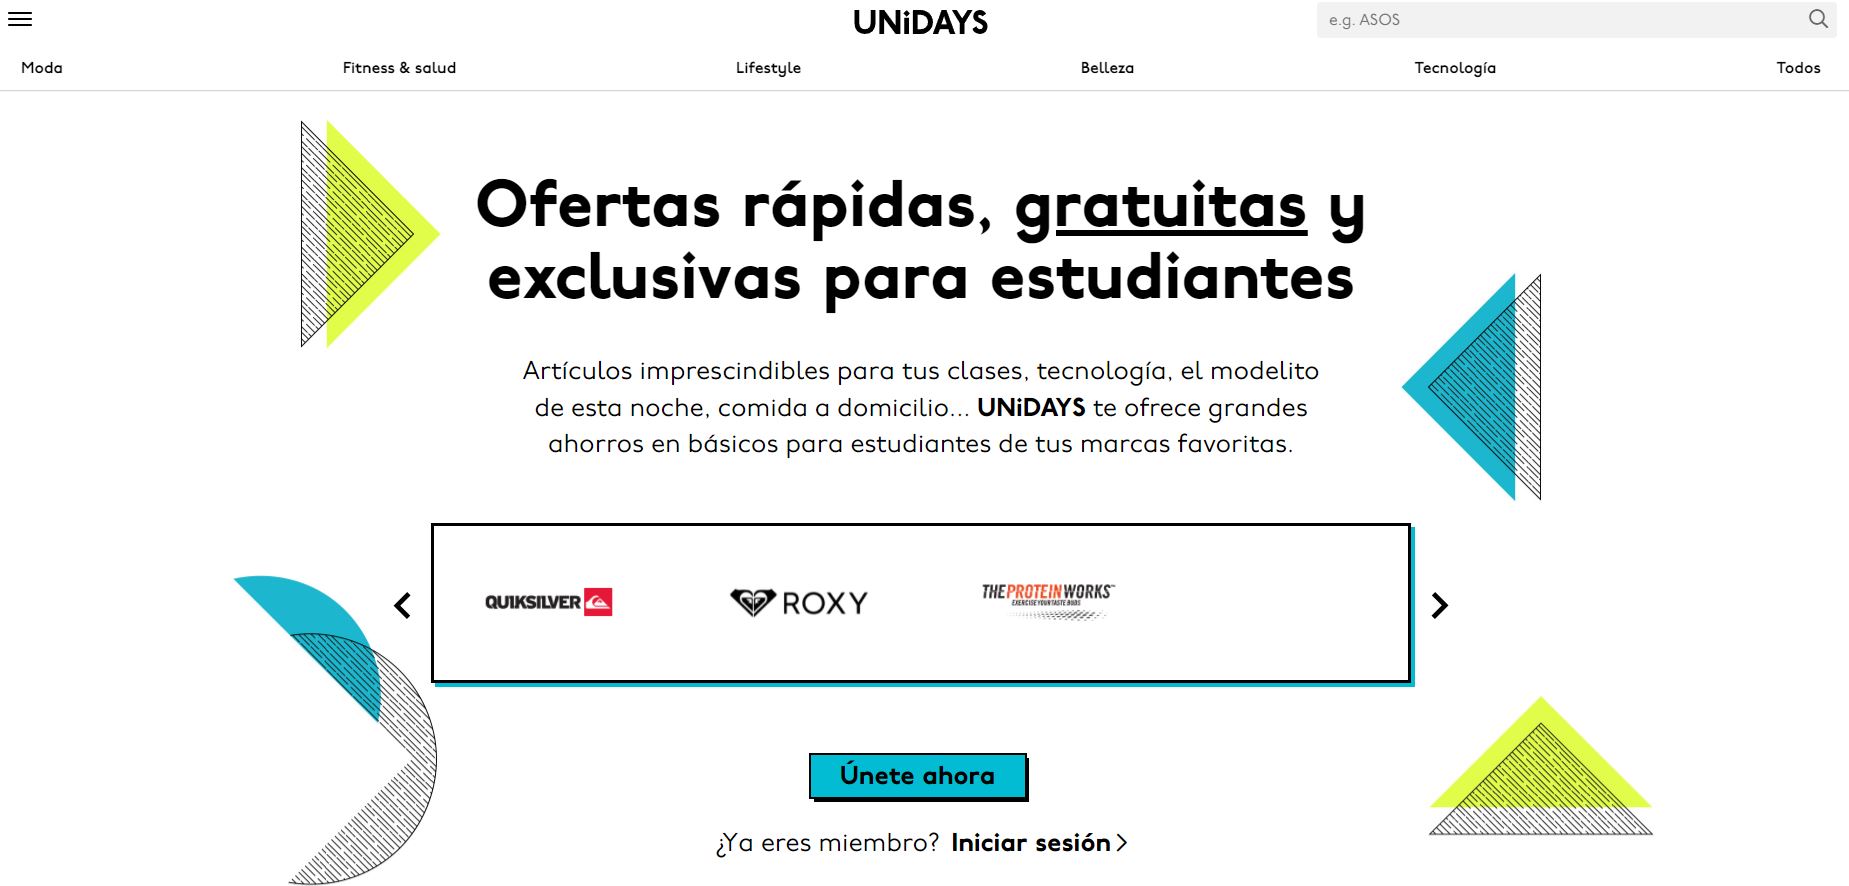 UNiDAYS
e.g. ASOS
Moda
Fitness & salud
Lifestyle
Belleza
Tecnología
Todos
Ofertas rápidas, gratuitas y
exclusivas para estudiantes
Artículos imprescindibles para tus clases, tecnología, el modelito
de esta noche, comida a domicilio... UNiDAYS te ofrece grandes
ahorros en básicos para estudiantes de tus marcas favoritas.
QUIKSILVER
ROXY
THE PROTEIN WORKS™
EXERCISE YOUR TASTE BUDS
Únete ahora
¿Ya eres miembro? Iniciar sesión